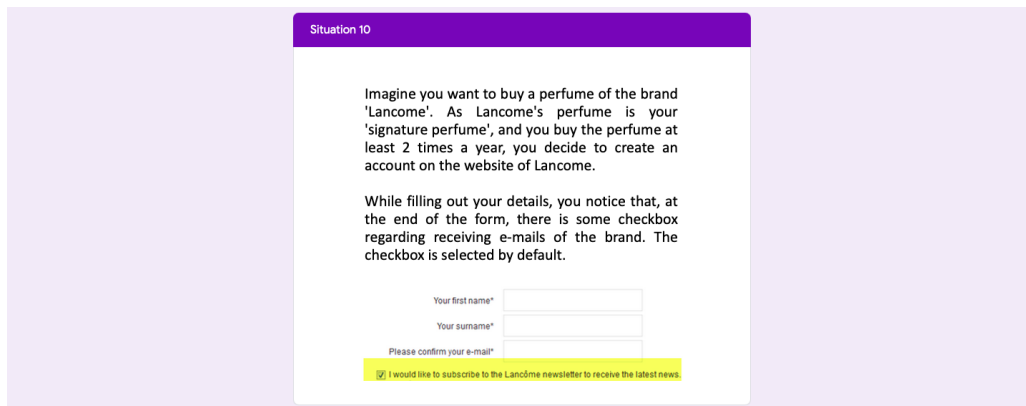 Situation 10
Imagine you want to buy a perfume of the brand
'Lancome'. As Lancome's perfume is your
'signature perfume', and you buy the perfume at
least 2 times a year, you decide to create an
account on the website of Lancome.
While filling out your details, you notice that, at
the end of the form, there is some checkbox
regarding receiving e-mails of the brand. The
checkbox is selected by default.
Your first name*
Your surname*
Please confirm your e-mail*
I would like to subscribe to the Lancôme newsletter to receive the latest news.